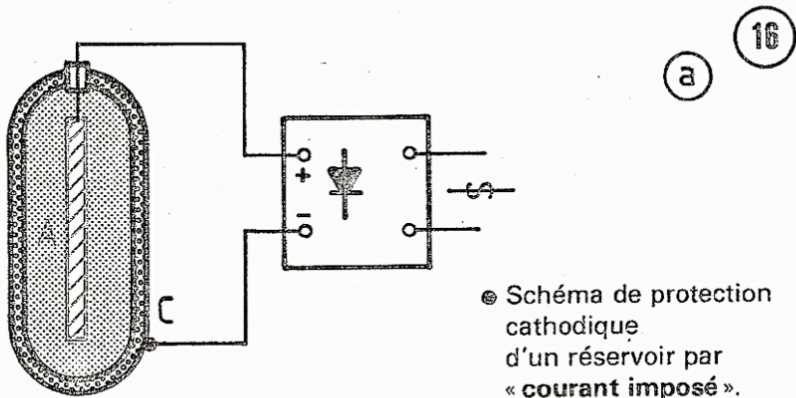 16
a
A
+
-
C
● Schéma de protection
cathodique
d'un réservoir par
« courant imposé ».